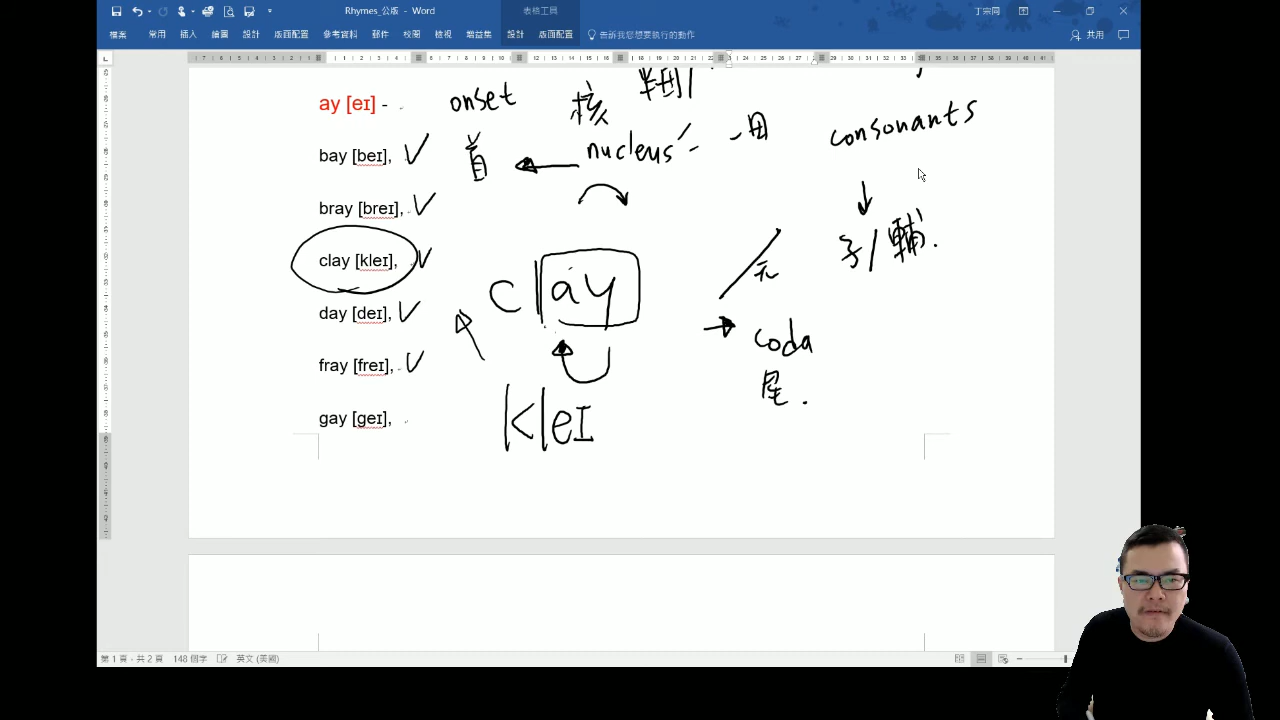 Rhymes_公版 - Word
表格工具
丁宗同
檔案 常用 插入 繪圖 設計 版面配置 參考資料 郵件 校閱 檢視 增益集 設計 版面配置 告訴我您想要執行的動作 共用
ay [eɪ] -
onset 核
首 nucleus
consonants
bay [beɪ],
bray [breɪ],
子/輔.
clay [kleɪ],
clay
无
day [deɪ],
coda
尾.
fray [freɪ],
gay [geɪ],
kleɪ
第 1 頁，共 2 頁 148 個字 英文 (美國)